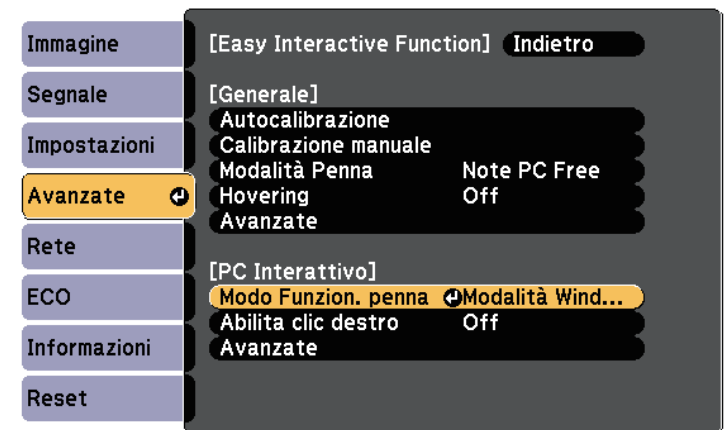 Immagine
Segnale
Impostazioni
Avanzate
Rete
ECO
Informazioni
Reset
[Easy Interactive Function] Indietro
[Generale]
Autocalibrazione
Calibrazione manuale
Modalità Penna Note PC Free
Hovering Off
Avanzate
[PC Interattivo]
Modo Funzion. penna Modalità Wind...
Abilita clic destro Off
Avanzate